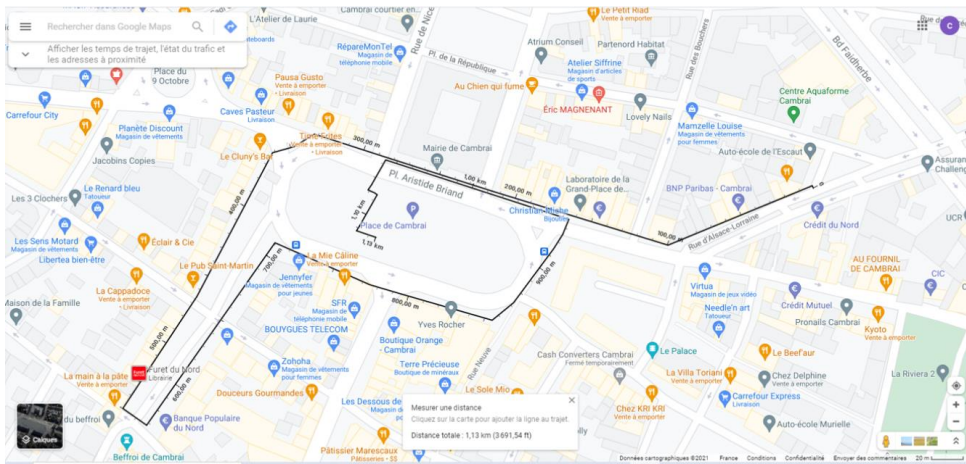 Rechercher dans Google Maps
Afficher les temps de trajet, l'état du trafic et
les adresses à proximité
L'Atelier de Laurie
Cambrai courtier en...
Rue de Nice
Le Petit Riad
Vente à emporter
Atrium Conseil
Partenord Habitat
Rue des Bouchers
Bd Faidherbe
C
RépareMonTel
Magasin de
téléphonie mobile
Pl. de la République
Atelier Siffrine
Magasin d'articles
de sports
Place du
9 Octobre
Pausa Gusto
Vente à emporter
• Livraison
Au Chien qui fume
Éric MAGNENANT
Centre Aquaforme
Cambrai
Carrefour City
Caves Pasteur
Lovely Nails
Planète Discount
Magasin de vêtements
Mamzelle Louise
Magasin de vêtements
pour femmes
Vente à emporter
• Livraison
300,00 m
Mairie de Cambrai
Auto-école de l'Escaut
Jacobins Copies
Le Cluny's Bar
Assuran
Challeng
Pl. Aristide Briand
1,00 km
200,00 m
Laboratoire de la
Grand-Place de...
BNP Paribas - Cambrai
Le Renard bleu
Tatoueur
Les 3 Clochers
400,00 m
1,10 km
Place de Cambrai
Bijouterie
Rue d'Alsace-Lorraine
Crédit du Nord
UCR
1,13 km
100,00 m
Les Sens Motard
Magasin de vêtements
Éclair & Cie
Libertea bien-être
700,00 m
La Mie Câline
Vente à emporter
900,00 m
AU FOURNIL
DE CAMBRAI
Le Pub Saint-Martin
Jennyfer
Magasin de vêtements
pour jeunes
CIC
Virtua
Magasin de jeux vidéo
La Cappadoce
Vente à emporter
• Livraison
SFR
Magasin de
téléphonie mobile
800,00 m
Crédit Mutuel
Maison de la Famille
BOUYGUES TELECOM
Yves Rocher
Needle'n art
Tatoueur
Pronails Cambrai
Kyoto
Vente à emporter
500,00 m
Boutique Orange
- Cambrai
Rue Neuve
Cash Converters Cambrai
Fermé temporairement
Le Palace
Le Beef'aur
Zohoha
Magasin de vêtements
pour femmes
Terre Précieuse
Boutique de minéraux
La main à la pâte
Vente à emporter
Furet du Nord
Librairie
La Villa Toriani
Vente à emporter
Chez Delphine
Vente à emporter
La Riviera 2
600,00 m
Douceurs Gourmandes
Le Sole Mio
Carrefour Express
Livraison
Les Dessous de
Magasin de
Mesurer une distance
Cliquez sur la carte pour ajouter la ligne au trajet.
Distance totale : 1,13 km (3 691,54 ft)
Chez KRI KRI
Vente à emporter
du beffroi
Banque Populaire
du Nord
Auto-école Murielle
Calques
Beffroi de Cambrai
Pâtissier Marescaux
Pâtisseries - $$
Ally
Données cartographiques ©2021
France
Conditions
Confidentialité
Envoyer des commentaires
20 m